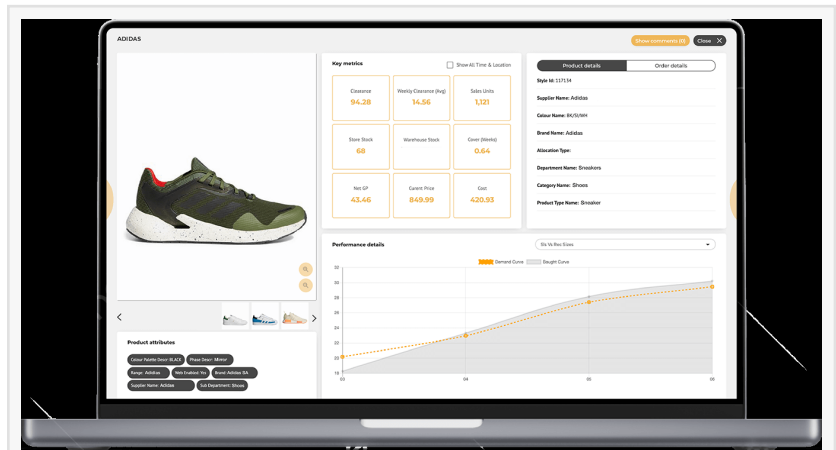 ADIDAS
Show comments (0)
Close X
Key metrics
Show All Time & Location
Clearance
94.28
Weekly Clearance (Avg)
14.56
Sales Units
1,121
Store Stock
68
Warehouse Stock
Cover (Weeks)
0.64
Net GP
43.46
Curent Price
849.99
Cost
420.93
Product details
Order details
Style Id: 117134
Supplier Name: Adidas
Colour Name: BK/SI/WH
Brand Name: Adidas
Allocation Type:
Department Name: Sneakers
Category Name: Shoes
Product Type Name: Sneaker
Performance details
Demand Curve
Bought Curve
32
30
28
26
24
22
20
18
03
04
05
06
Product attributes
Colour Palette Descr: BLACK
Phase Descr: Mirror
Range: Adidas
Web Enabled: Yes
Brand: Adidas SA
Supplier Name: Adidas
Sub Department: Shoes